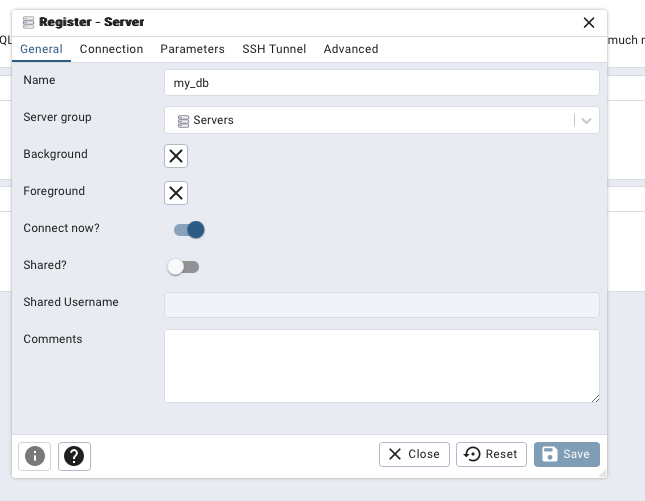 Register - Server
QL
much r
General Connection Parameters SSH Tunnel Advanced
Name my_db
Server group Servers
Background
Foreground
Connect now?
Shared?
Shared Username
Comments
Close Reset Save